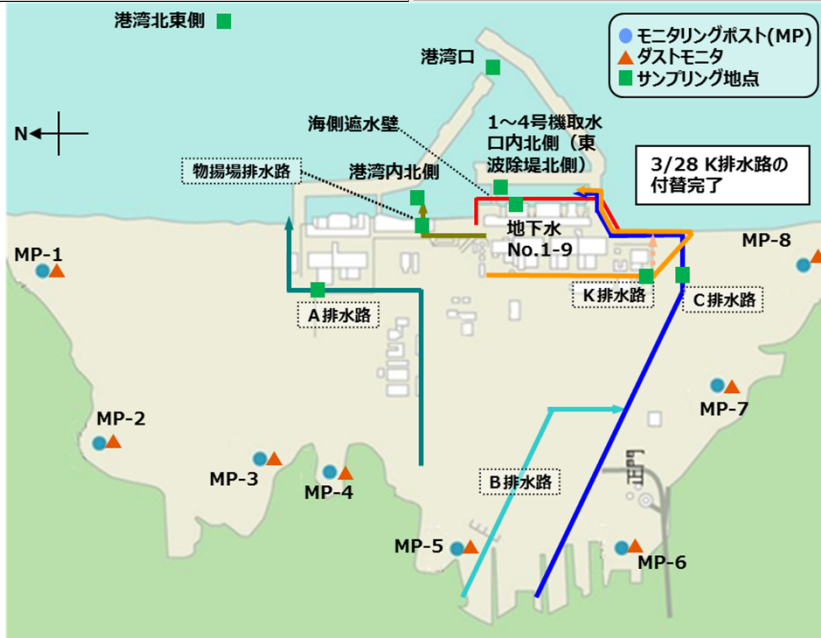 港湾北東側
港湾口
モニタリングポスト(MP)
ダストモニタ
サンプリング地点
N
海側遮水壁
1～4号機取水
口内北側（東
波除堤北側）
物揚場排水路
港湾内北側
3/28 K排水路の
付替完了
地下水
No.1-9
MP-1
MP-8
A排水路
K排水路
C排水路
MP-2
MP-3
MP-4
MP-7
正門
B排水路
MP-5
MP-6